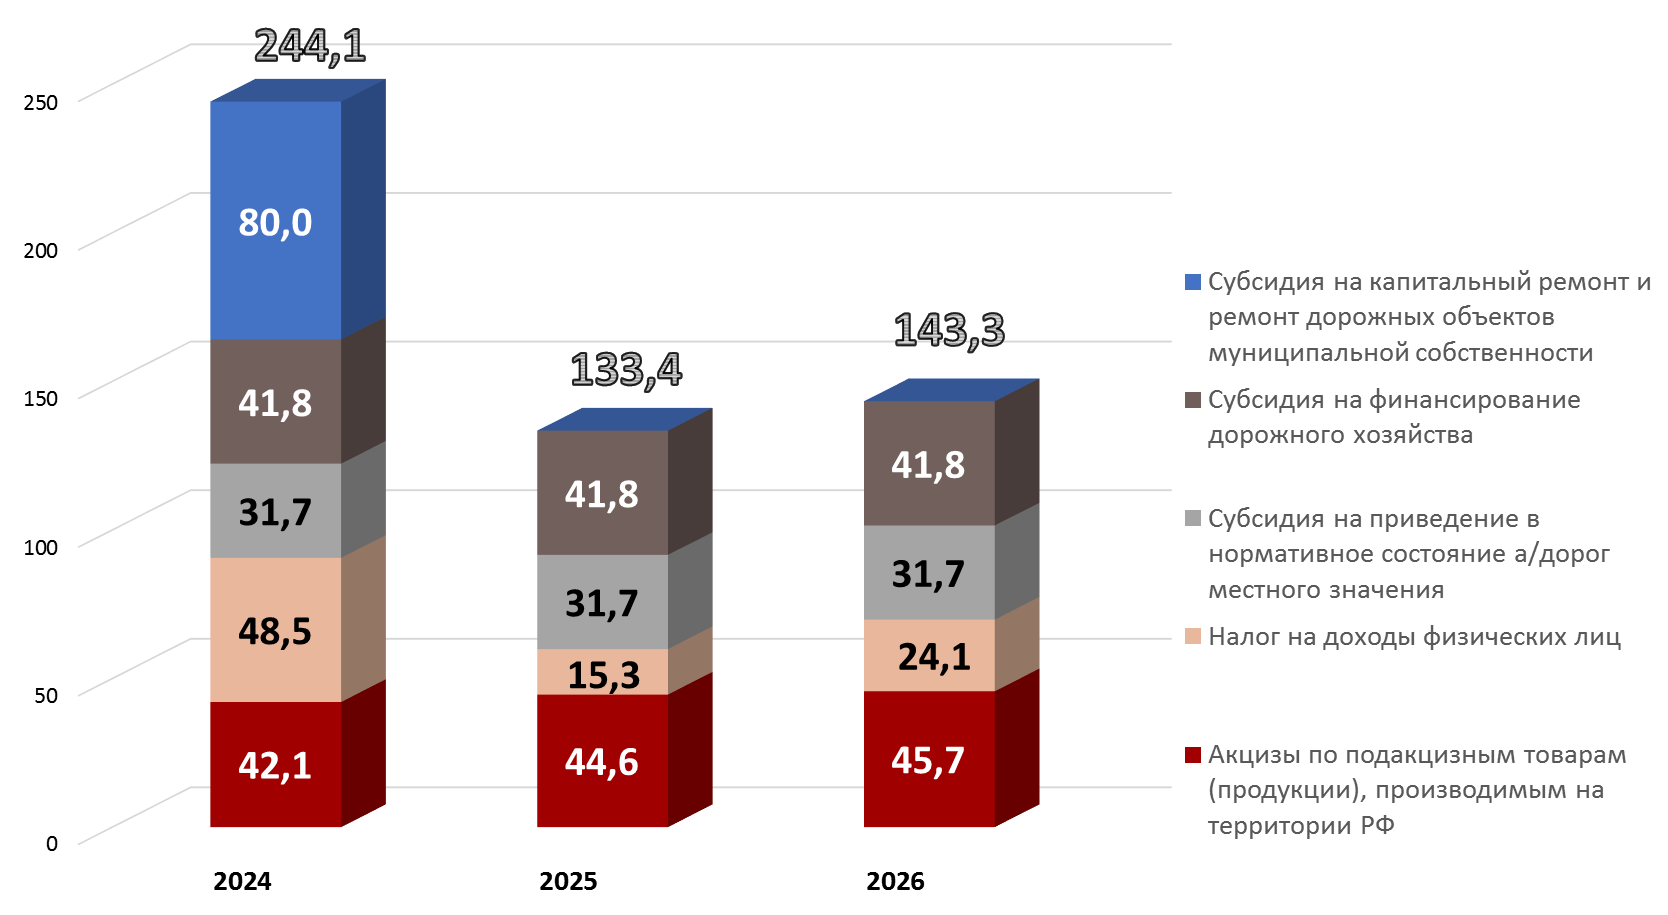 244,1
250
80,0
200
143,3
133,4
150
41,8
41,8
41,8
31,7
100
31,7
31,7
48,5
24,1
15,3
50
42,1
44,6
45,7
0
2024
2025
2026
Субсидия на капитальный ремонт и
ремонт дорожных объектов
муниципальной собственности
Субсидия на финансирование
дорожного хозяйства
Субсидия на приведение в
нормативное состояние а/дорог
местного значения
Налог на доходы физических лиц
Акцизы по подакцизным товарам
(продукции), производимым на
территории РФ